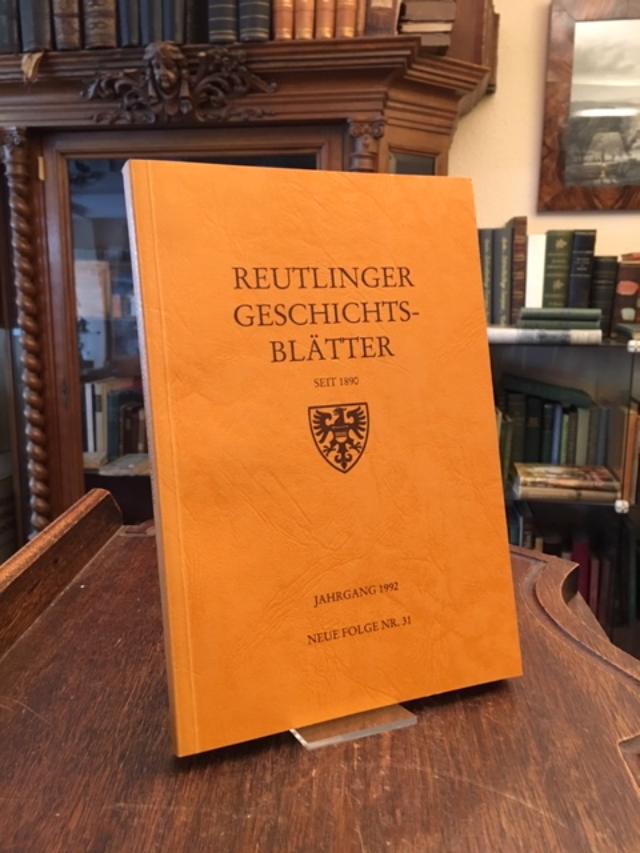 REUTLINGER
GESCHICHTS-
BLÄTTER
SEIT 1890
JAHRGANG 1992
NEUE FOLGE NR. 31